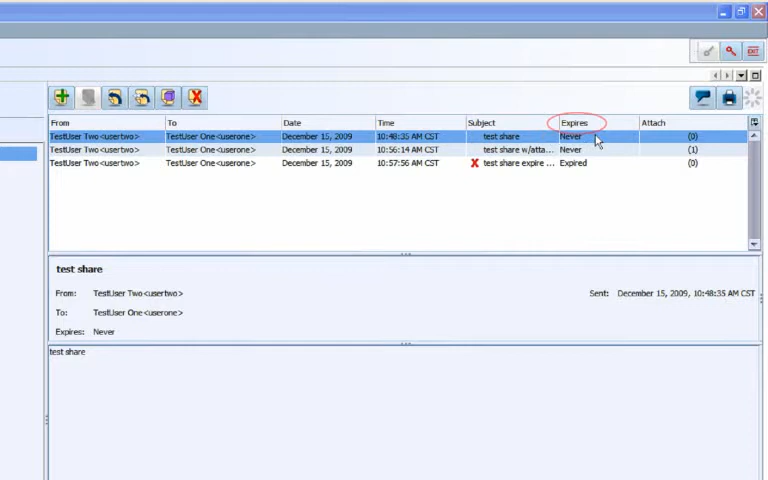 EXIT
From To Date Time Subject Expires Attach
TestUser Two<usertwo> TestUser One<userone> December 15, 2009 10:48:35 AM CST test share Never (0)
TestUser Two<usertwo> TestUser One<userone> December 15, 2009 10:56:14 AM CST test share w/atta... Never (1)
TestUser Two<usertwo> TestUser One<userone> December 15, 2009 10:57:56 AM CST test share expire ... Expired (0)
test share
From: TestUser Two<usertwo> Sent: December 15, 2009, 10:48:35 AM CST
To: TestUser One<userone>
Expires: Never
test share